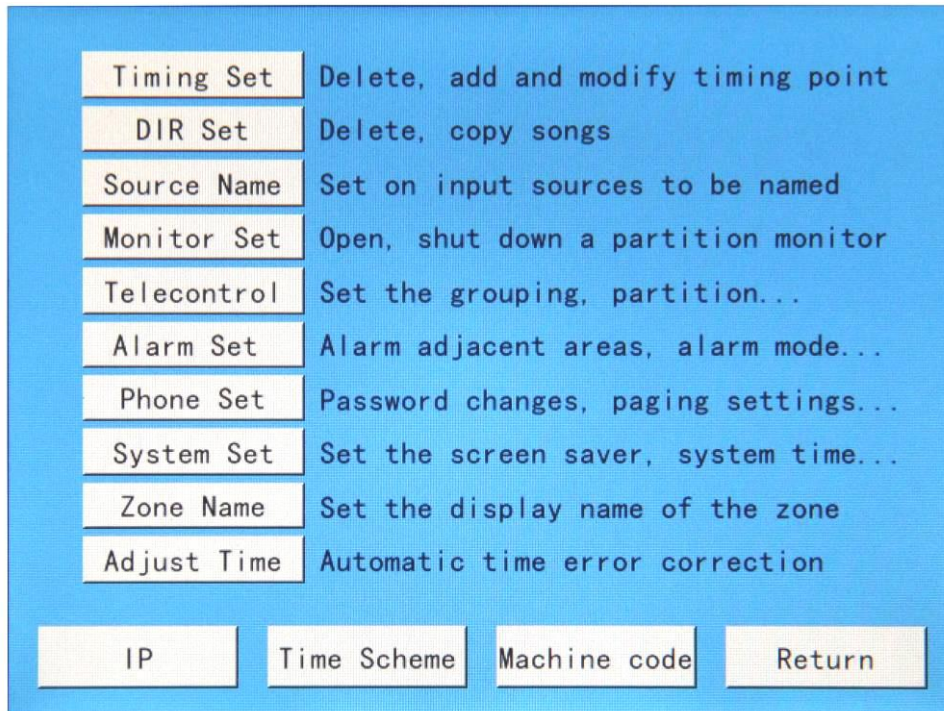 Timing Set Delete, add and modify timing point
DIR Set Delete, copy songs
Source Name Set on input sources to be named
Monitor Set Open, shut down a partition monitor
Telecontrol Set the grouping, partition...
Alarm Set Alarm adjacent areas, alarm mode...
Phone Set Password changes, paging settings...
System Set Set the screen saver, system time...
Zone Name Set the display name of the zone
Adjust Time Automatic time error correction
IP Time Scheme Machine code Return